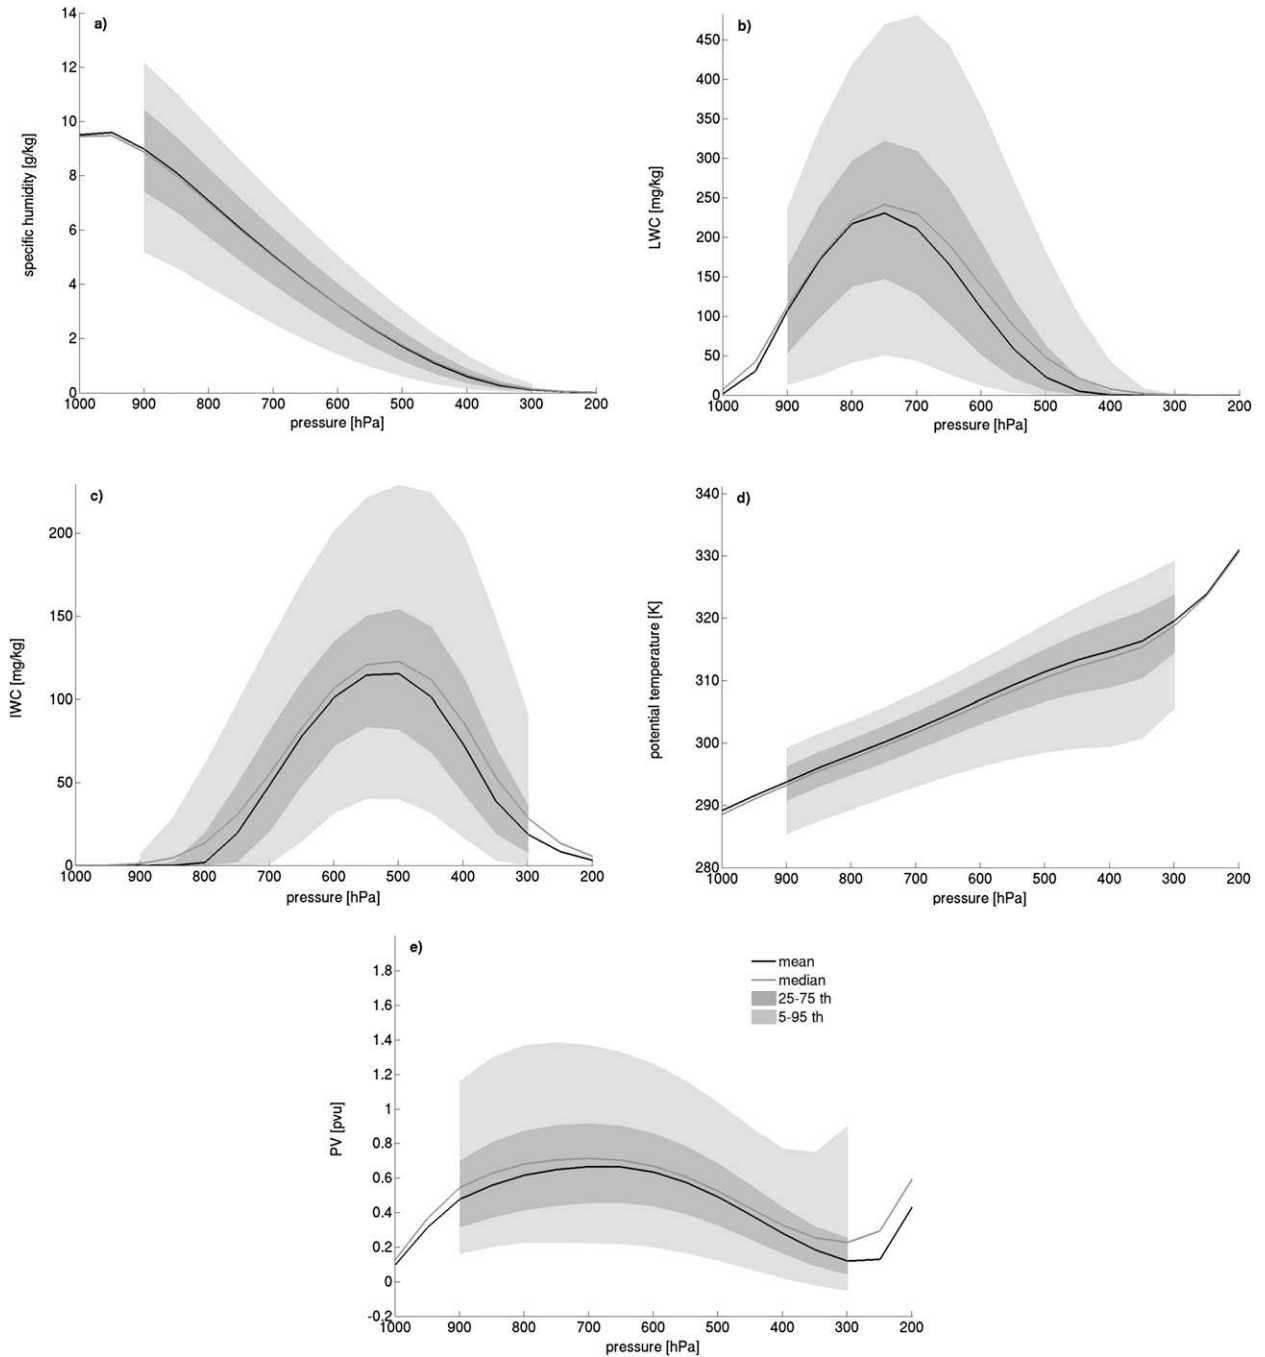 a)
14
12
10
8
6
4
2
0
specific humidity [g/kg]
1000 900 800 700 600 500 400 300 200
pressure [hPa]
b)
450
400
350
300
250
200
150
100
50
0
LWC [mg/kg]
1000 900 800 700 600 500 400 300 200
pressure [hPa]
c)
200
150
100
50
0
IWC [mg/kg]
1000 900 800 700 600 500 400 300 200
pressure [hPa]
d)
340
330
320
310
300
290
280
potential temperature [K]
1000 900 800 700 600 500 400 300 200
pressure [hPa]
e)
1.8
1.6
1.4
1.2
1
0.8
0.6
0.4
0.2
0
-0.2
PV [pvu]
1000 900 800 700 600 500 400 300 200
pressure [hPa]
mean
median
25-75 th
5-95 th